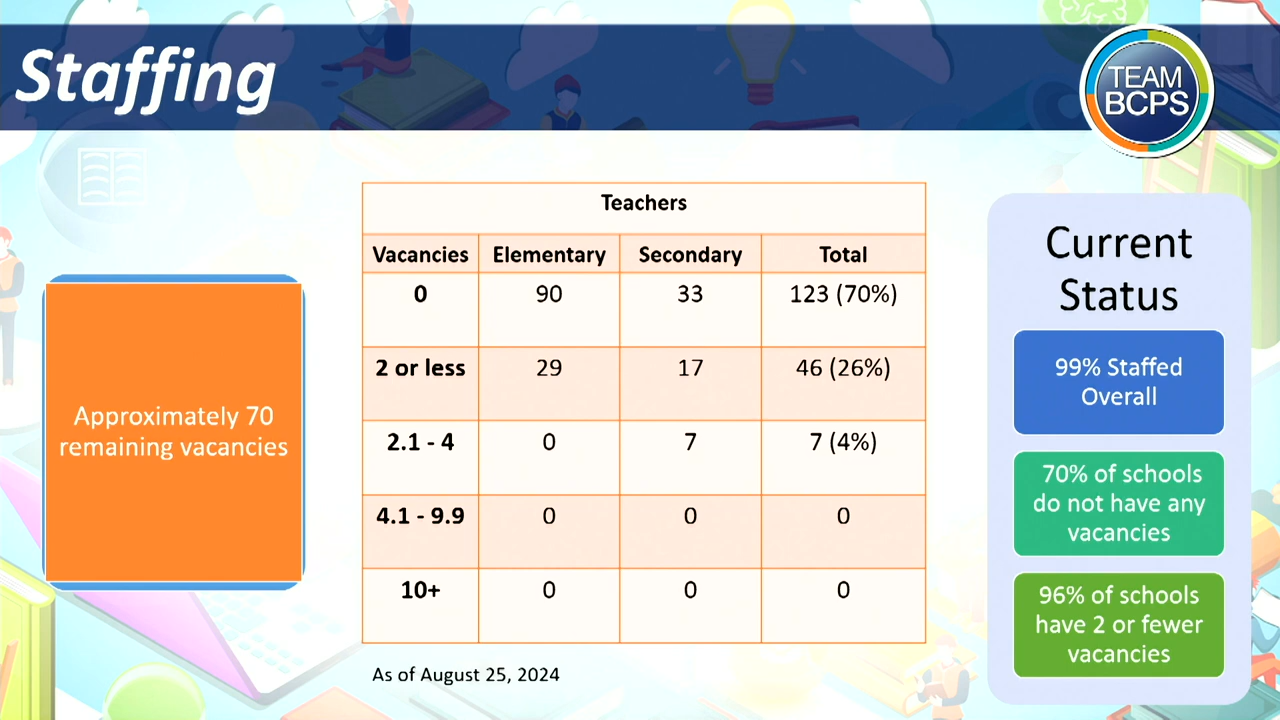 Staffing
TEAM
BCPS
Approximately 70
remaining vacancies
Teachers
Vacancies Elementary Secondary Total
0 90 33 123 (70%)
2 or less 29 17 46 (26%)
2.1 - 4 0 7 7 (4%)
4.1 - 9.9 0 0 0
10+ 0 0 0
As of August 25, 2024
Current
Status
99% Staffed
Overall
70% of schools
do not have any
vacancies
96% of schools
have 2 or fewer
vacancies